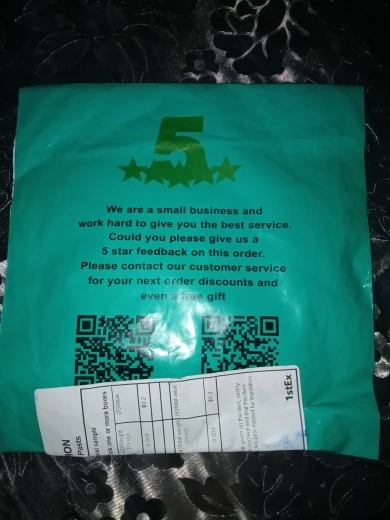 5
We are a small business and
work hard to give you the best service.
Could you please give us a
5 star feedback on this order.
Please contact our customer service
for your next order discounts and
even a free gift
ION
Parts
1stEx